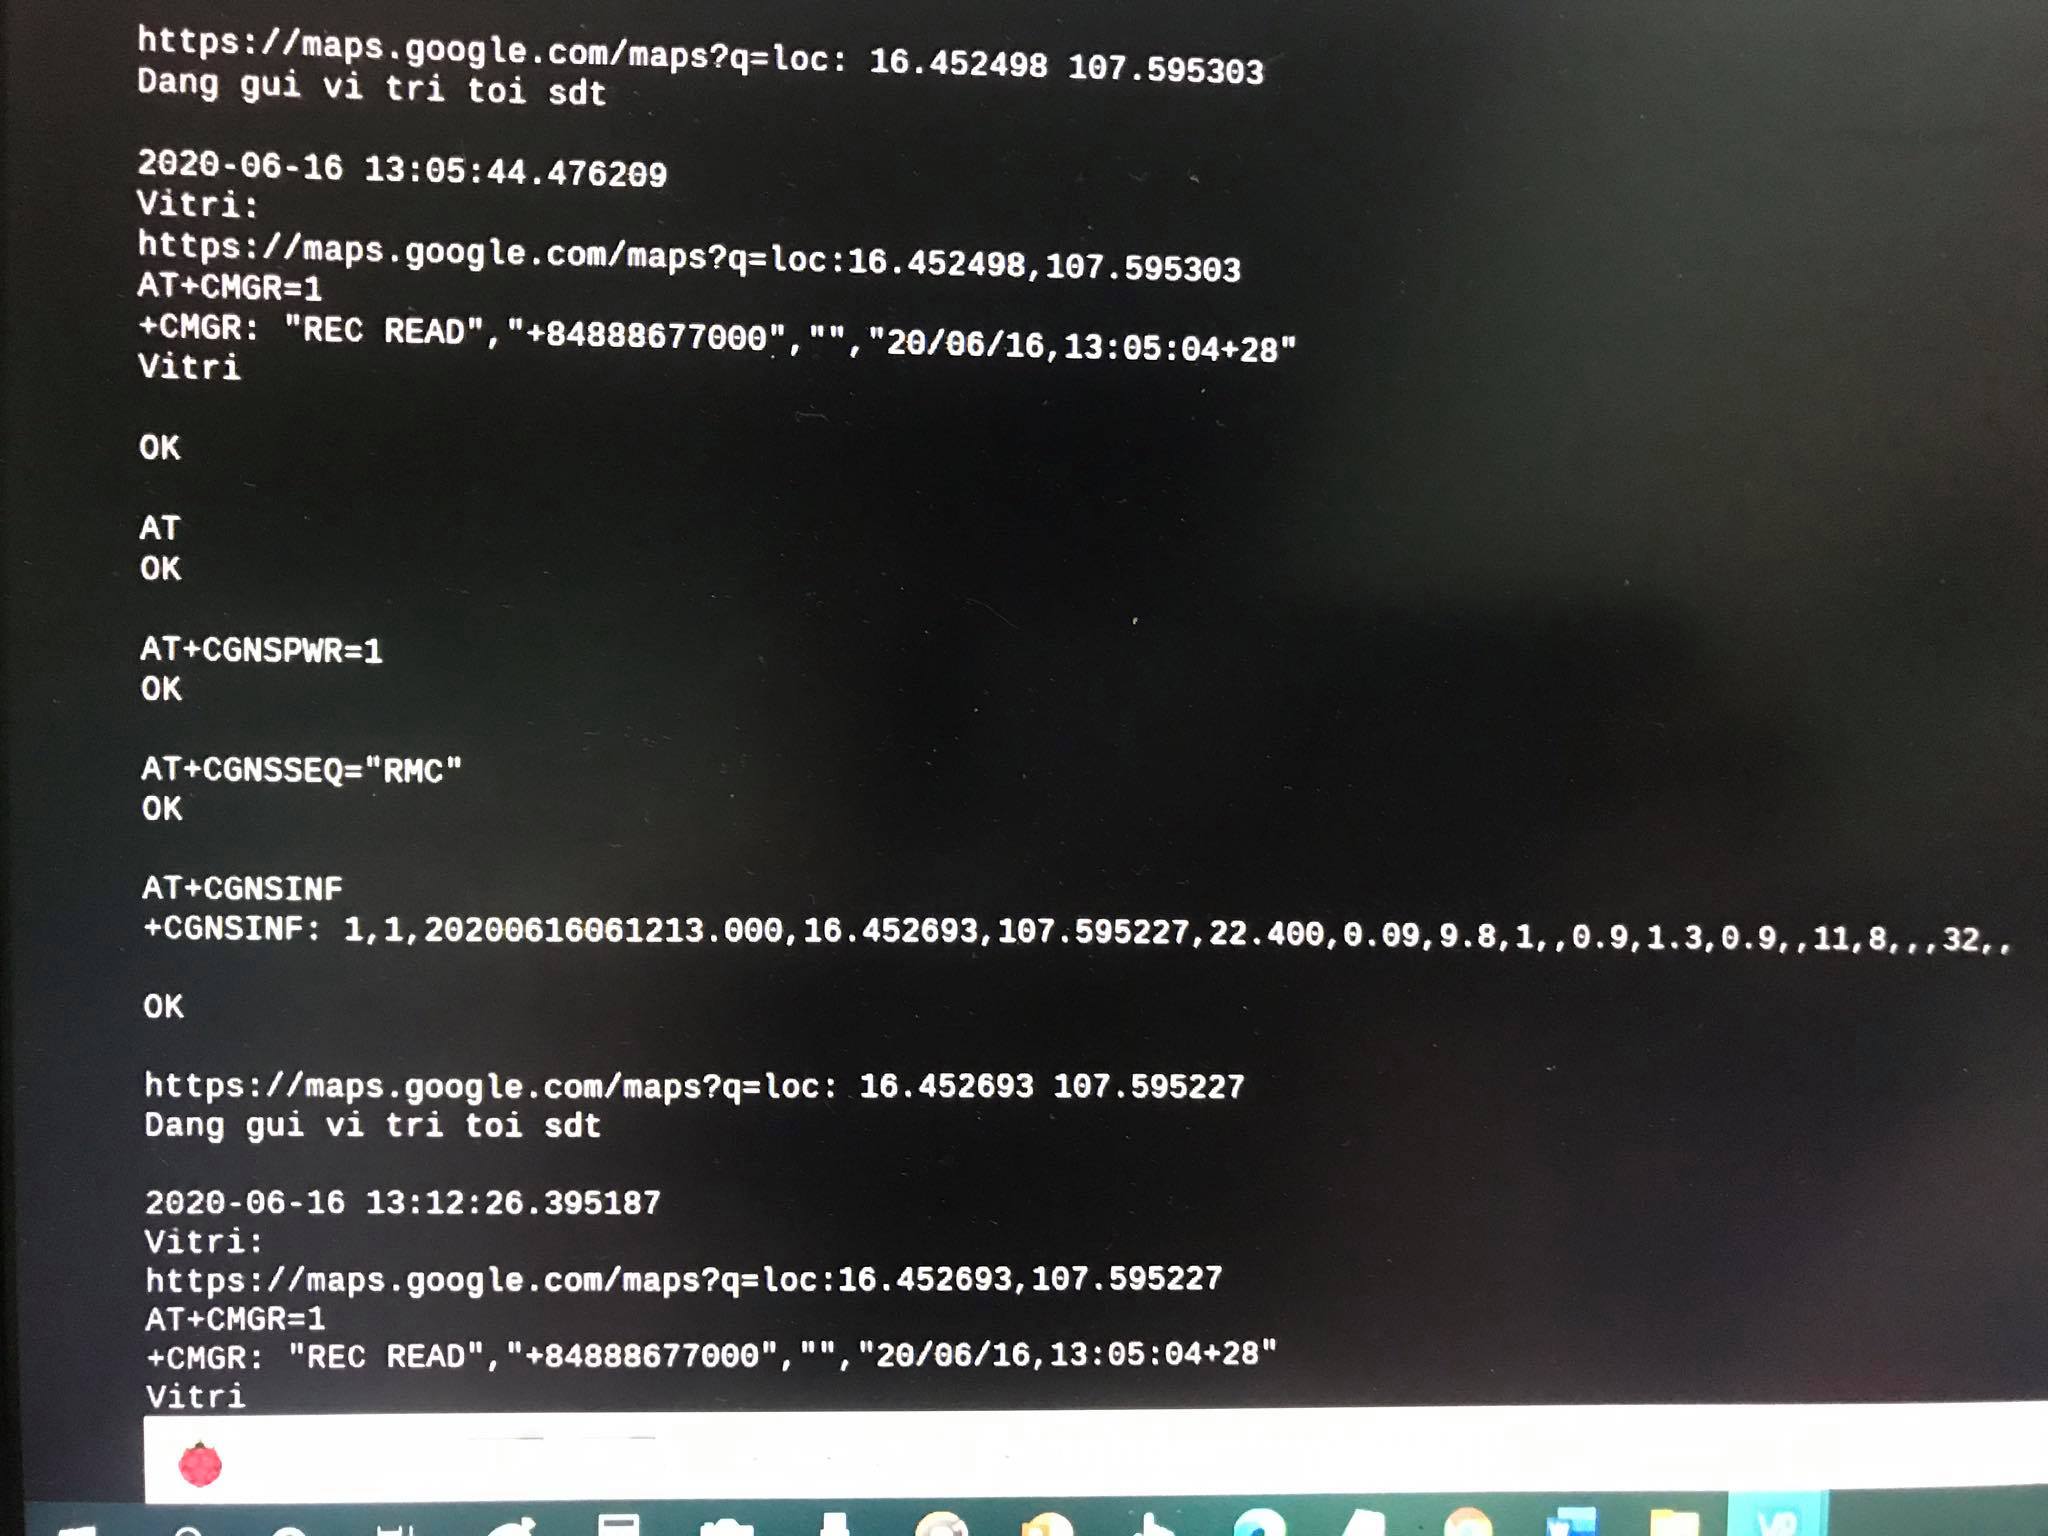 https://maps.google.com/maps?q=loc: 16.452498 107.595303
Dang gui vi tri toi sdt
2020-06-16 13:05:44.476209
Vitri:
https://maps.google.com/maps?q=loc:16.452498,107.595303
AT+CMGR=1
+CMGR: "REC READ","+84888677000","","20/06/16,13:05:04+28"
Vitri
OK
AT
OK
AT+CGNSPWR=1
OK
AT+CGNSSEQ="RMC"
OK
AT+CGNSINF
+CGNSINF: 1,1,20200616061213.000,16.452693,107.595227,22.400,0.09,9.8,1,,0.9,1.3,0.9,,11,8,,,32,,
OK
https://maps.google.com/maps?q=loc: 16.452693 107.595227
Dang gui vi tri toi sdt
2020-06-16 13:12:26.395187
Vitri:
https://maps.google.com/maps?q=loc:16.452693,107.595227
AT+CMGR=1
+CMGR: "REC READ","+84888677000","","20/06/16,13:05:04+28"
Vitri